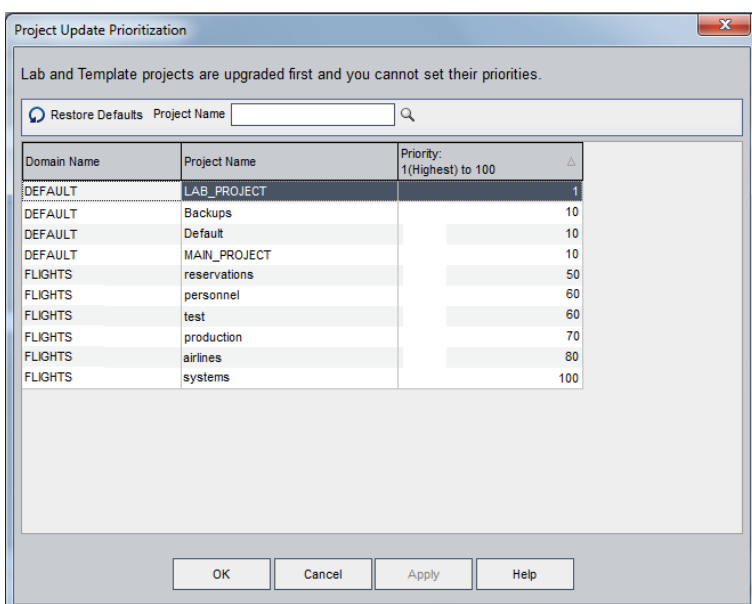 Project Update Prioritization
Lab and Template projects are upgraded first and you cannot set their priorities.
Restore Defaults Project Name
Domain Name Project Name Priority:
1(Highest) to 100
DEFAULT LAB_PROJECT 1
DEFAULT Backups 10
DEFAULT Default 10
DEFAULT MAIN_PROJECT 10
FLIGHTS reservations 50
FLIGHTS personnel 60
FLIGHTS test 60
FLIGHTS production 70
FLIGHTS airlines 80
FLIGHTS systems 100
OK Cancel Apply Help